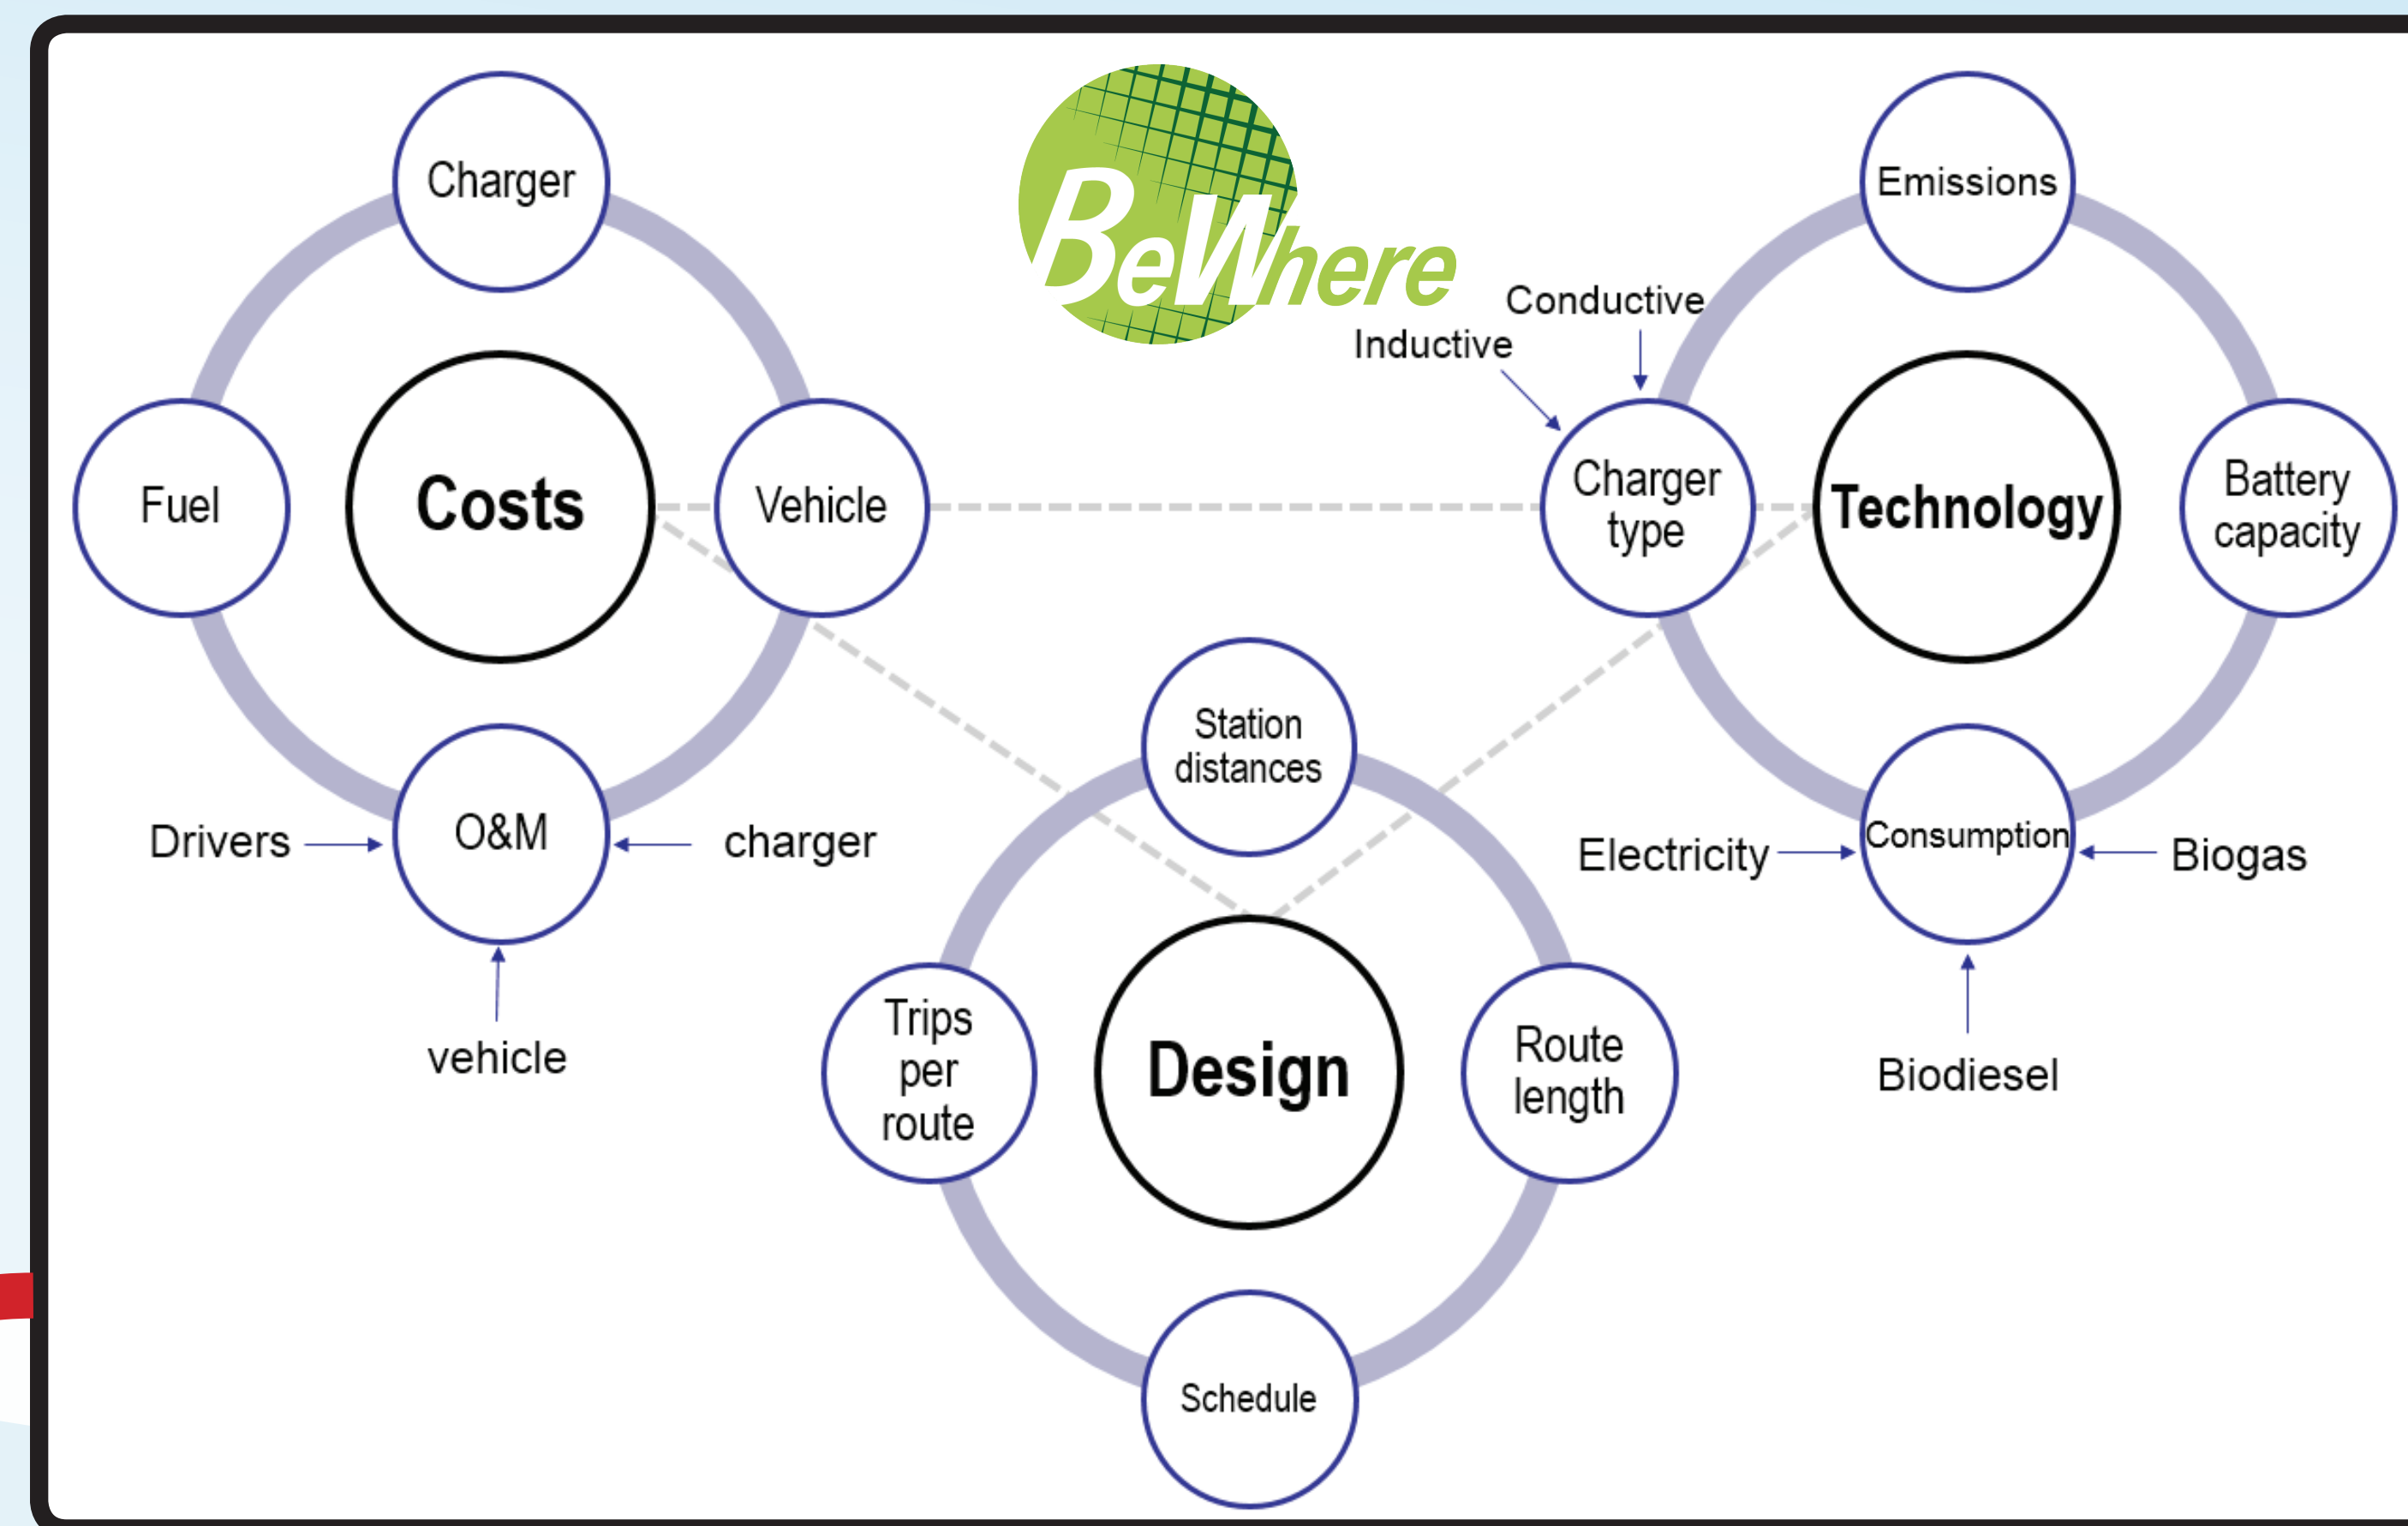 Charger
Fuel
Costs
Vehicle
O&M
Drivers
charger
vehicle
BeWhere
Emissions
Conductive
Inductive
Charger
type
Technology
Battery
capacity
Consumption
Electricity
Biogas
Biodiesel
Station
distances
Trips
per
route
Design
Route
length
Schedule